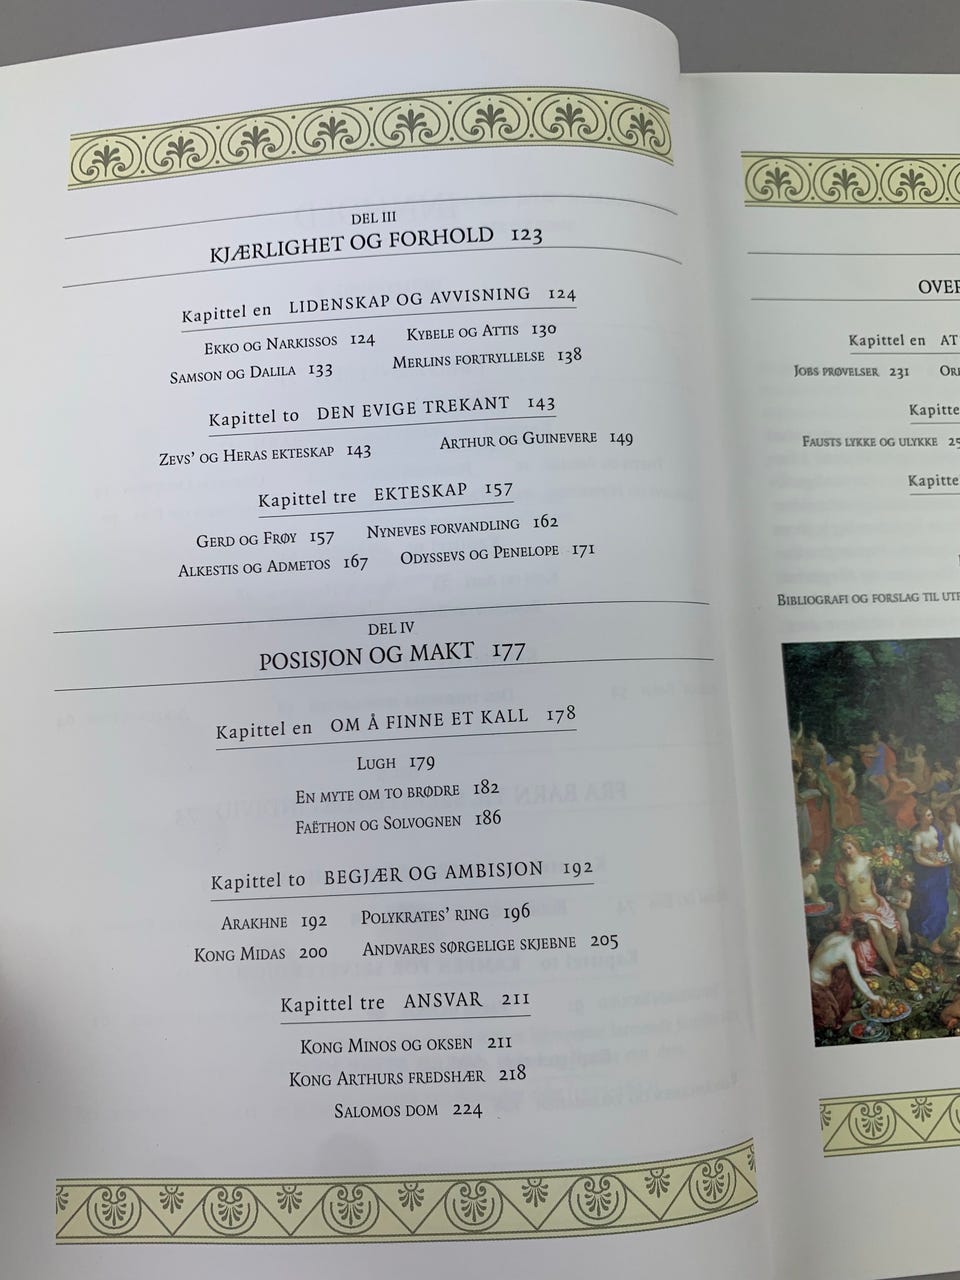 DEL III
KJÆRLIGHET OG FORHOLD 123
Kapittel en LIDENSKAP OG AVVISNING 124
EKKO OG NARKISSOS 124 KYBELE OG ATTIS 130
SAMSON OG DALILA 133 MERLINS FORTRYLLELSE 138
Kapittel to DEN EVIGE TREKANT 143
ZEVS' OG HERAS EKTESKAP 143 ARTHUR OG GUINEVERE 149
Kapittel tre EKTESKAP 157
GERD OG FRØY 157 NYNEVES FORVANDLING 162
ALKESTIS OG ADMETOS 167 ODYSSEVS OG PENELOPE 171
DEL IV
POSISJON OG MAKT 177
Kapittel en OM Å FINNE ET KALL 178
LUGH 179
EN MYTE OM TO BRØDRE 182
FAËTHON OG SOLVOGNEN 186
Kapittel to BEGJÆR OG AMBISJON 192
ARAKHNE 192 POLYKRATES' RING 196
KONG MIDAS 200 ANDVARES SØRGELIGE SKJEBNE 205
Kapittel tre ANSVAR 211
KONG MINOS OG OKSEN 211
KONG ARTHURS FREDSHÆR 218
SALOMOS DOM 224
OVER
Kapittel en AT
JOBS PRØVELSER 231
Kapitte
FAUSTS LYKKE OG ULYKKE 25
Kapitte
BIBLIOGRAFI OG FORSLAG TIL UTE